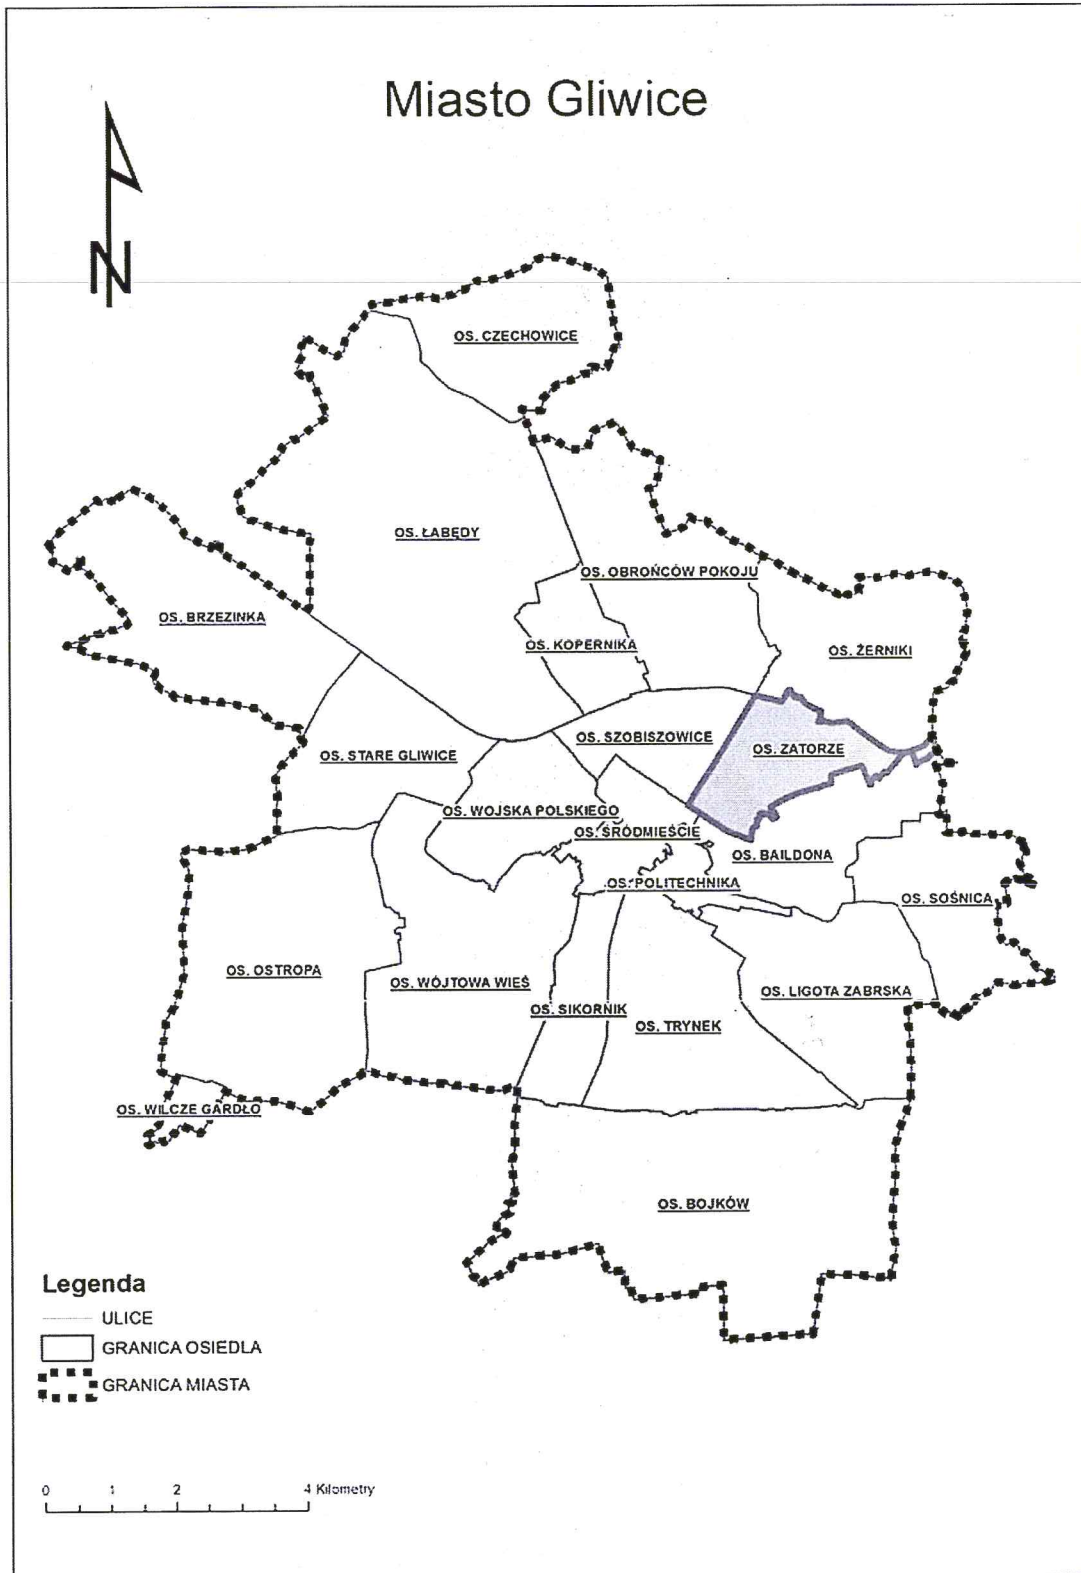 Miasto Gliwice
N
OS. CZECHOWICE
OS. ŁABĘDY
OS. OBROŃCÓW POKOJU
OS. BRZEZINKA
OS. KOPERNIKA
OS. ŻERNIKI
OS. SZOBISZOWICE
OS. ZATORZE
OS. STARE GLIWICE
OS. WOJSKA POLSKIEGO
OS. ŚRÓDMIEŚCIE
OS. BAILDONA
OS. POLITECHNIKA
OS. SOŚNICA
OS. OSTROPA
OS. WÓJTOWA WIEŚ
OS. LIGOTA ZABRSKA
OS. SIKORNIK
OS. TRYNEK
OS. WILCZE GARDŁO
OS. BOJKÓW
Legenda
ULICE
GRANICA OSIEDLA
GRANICA MIASTA
0 1 2 4 Kilometry